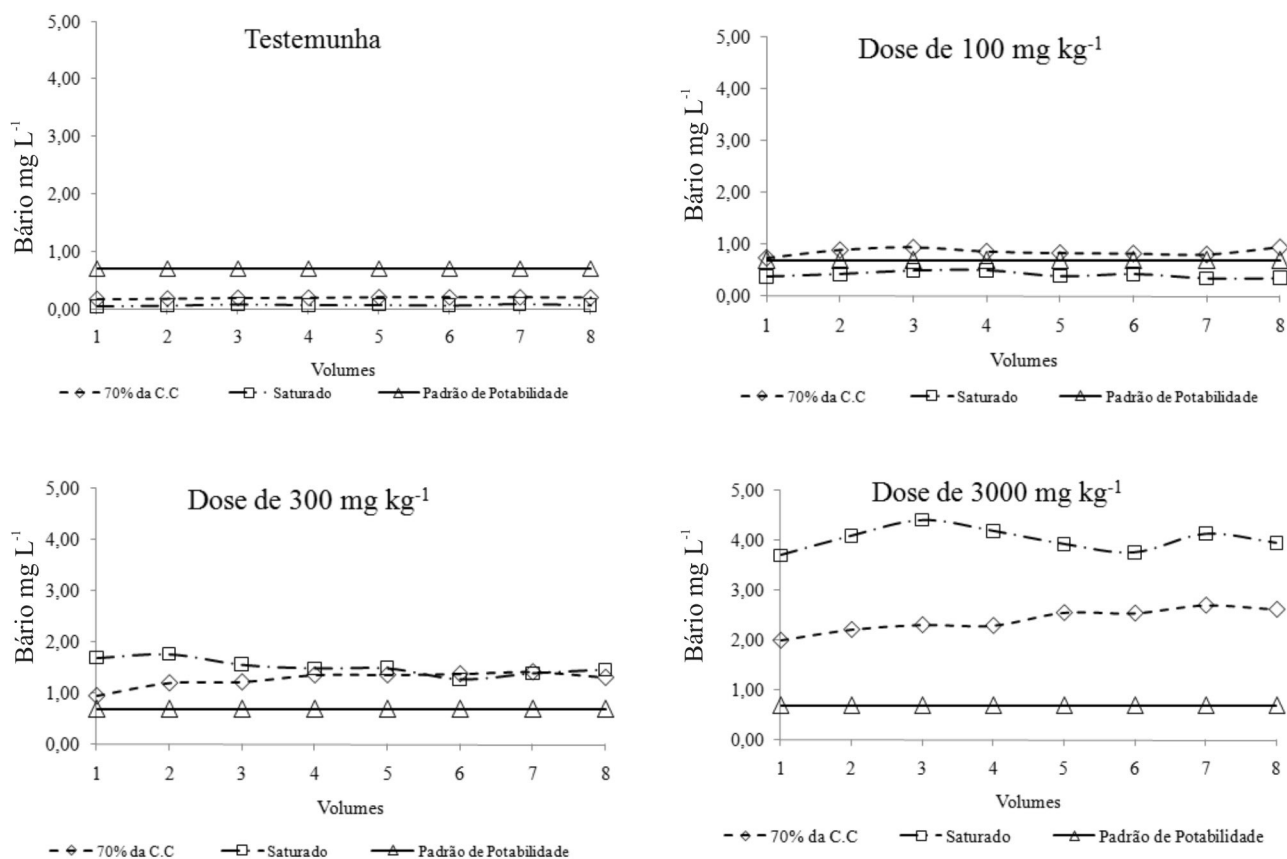 Testemunha
Bário mg L⁻¹
5,00
4,00
3,00
2,00
1,00
0,00
1 2 3 4 5 6 7 8
Volumes
70% da C.C Saturado Padrão de Potabilidade
Dose de 100 mg kg⁻¹
Bário mg L⁻¹
5,00
4,00
3,00
2,00
1,00
0,00
1 2 3 4 5 6 7 8
Volumes
70% da C.C Saturado Padrão de Potabilidade
Dose de 300 mg kg⁻¹
Bário mg L⁻¹
5,00
4,00
3,00
2,00
1,00
0,00
1 2 3 4 5 6 7 8
Volumes
70% da C.C Saturado Padrão de Potabilidade
Dose de 3000 mg kg⁻¹
Bário mg L⁻¹
5,00
4,00
3,00
2,00
1,00
0,00
1 2 3 4 5 6 7 8
Volumes
70% da C.C Saturado Padrão de Potabilidade